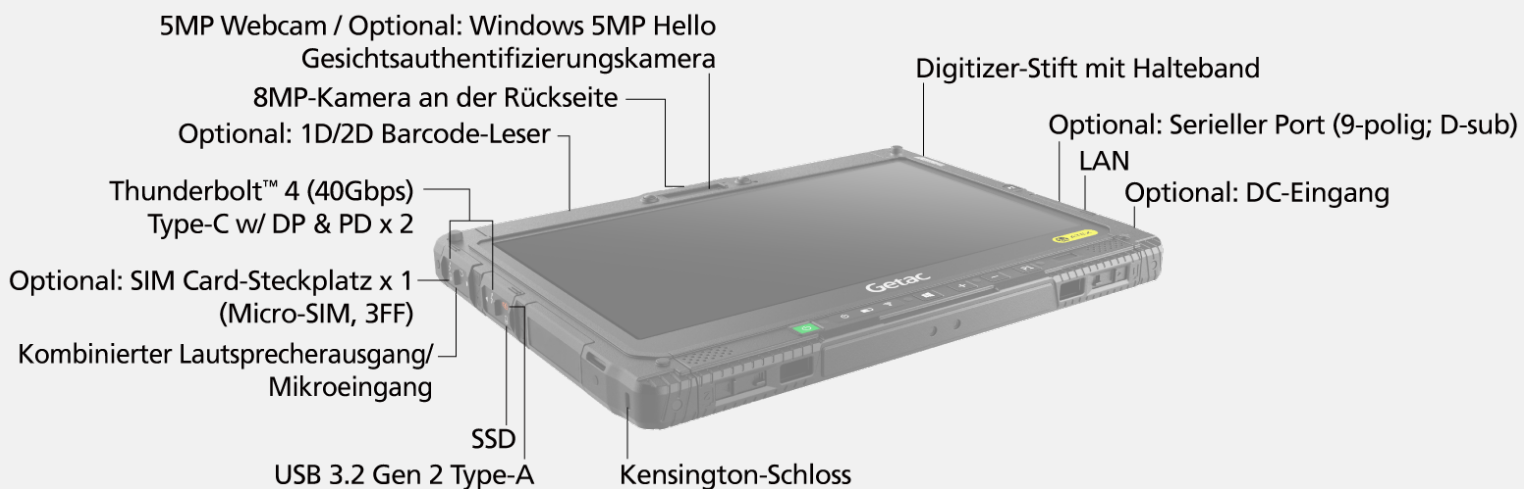 5MP Webcam / Optional: Windows 5MP Hello
Gesichtsauthentifizierungskamera
8MP-Kamera an der Rückseite
Optional: 1D/2D Barcode-Leser
Thunderbolt™ 4 (40Gbps)
Type-C w/ DP & PD x 2
Optional: SIM Card-Steckplatz x 1
(Micro-SIM, 3FF)
Kombinierter Lautsprecherausgang/
Mikroeingang
SSD
USB 3.2 Gen 2 Type-A
Kensington-Schloss
Digitizer-Stift mit Halteband
Optional: Serieller Port (9-polig; D-sub)
LAN
Optional: DC-Eingang
ATEX
Getac